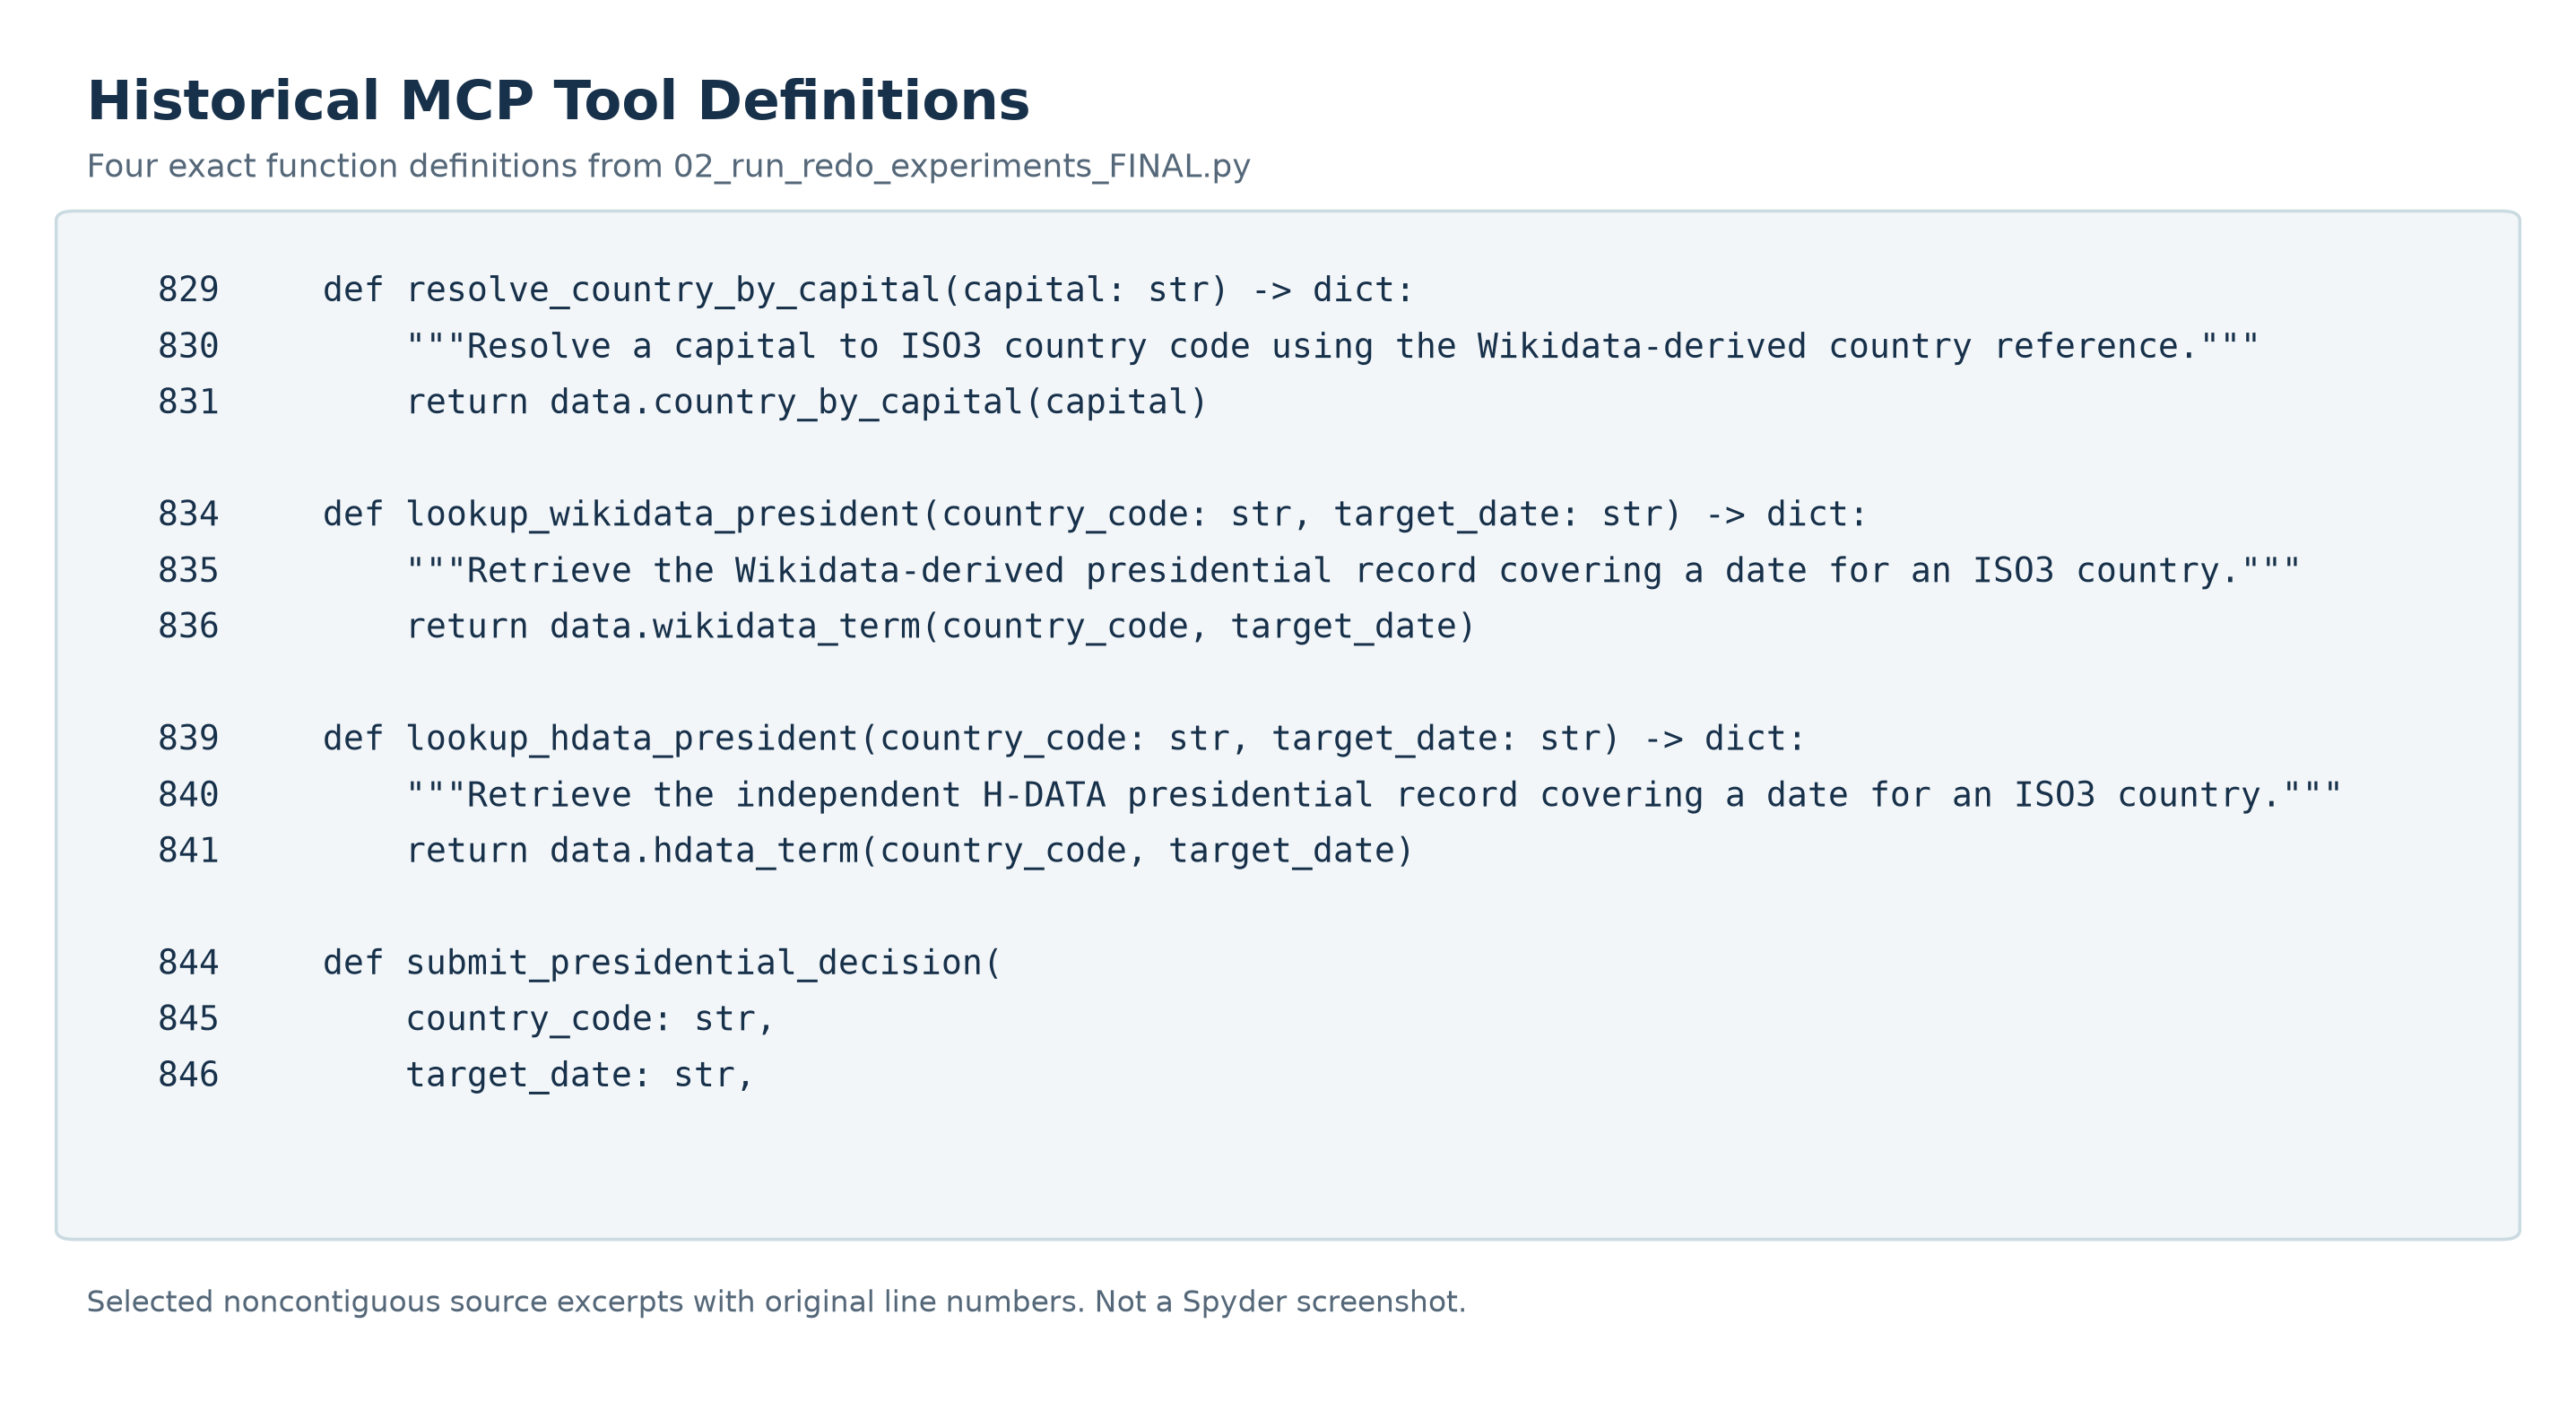 Historical MCP Tool Definitions
Four exact function definitions from 02_run_redo_experiments_FINAL.py
829     def resolve_country_by_capital(capital: str) -> dict:
830         """Resolve a capital to ISO3 country code using the Wikidata-derived country reference."""
831         return data.country_by_capital(capital)
834     def lookup_wikidata_president(country_code: str, target_date: str) -> dict:
835         """Retrieve the Wikidata-derived presidential record covering a date for an ISO3 country."""
836         return data.wikidata_term(country_code, target_date)
839     def lookup_hdata_president(country_code: str, target_date: str) -> dict:
840         """Retrieve the independent H-DATA presidential record covering a date for an ISO3 country."""
841         return data.hdata_term(country_code, target_date)
844     def submit_presidential_decision(
845         country_code: str,
846         target_date: str,
Selected noncontiguous source excerpts with original line numbers. Not a Spyder screenshot.